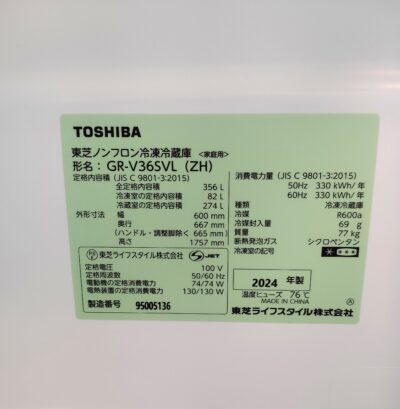 TOSHIBA
東芝ノンフロン冷凍冷蔵庫 <家庭用>
形名: GR-V36SVL (ZH)
定格内容積 (JIS C 9801-3:2015)
全定格内容積 356 L
冷凍室の定格内容積 82 L
冷蔵室の定格内容積 274 L
外形寸法 幅 600 mm
奥行 667 mm
(ハンドル・調整脚除く 665 mm)
高さ 1757 mm
東芝ライフスタイル株式会社 JET
定格電圧 100 V
定格周波数 50/60 Hz
電動機の定格消費電力 74/74 W
電熱装置の定格消費電力 130/130 W
製造番号 95005136
消費電力量 (JIS C 9801-3:2015)
50Hz 330 kWh/年
60Hz 330 kWh/年
種類 冷凍冷蔵庫
冷媒 R600a
冷媒封入量 69 g
質量 77 kg
断熱発泡ガス シクロペンタン
冷凍室の記号
2024 年製
温度ヒューズ 76℃
MADE IN CHINA
東芝ライフスタイル株式会社